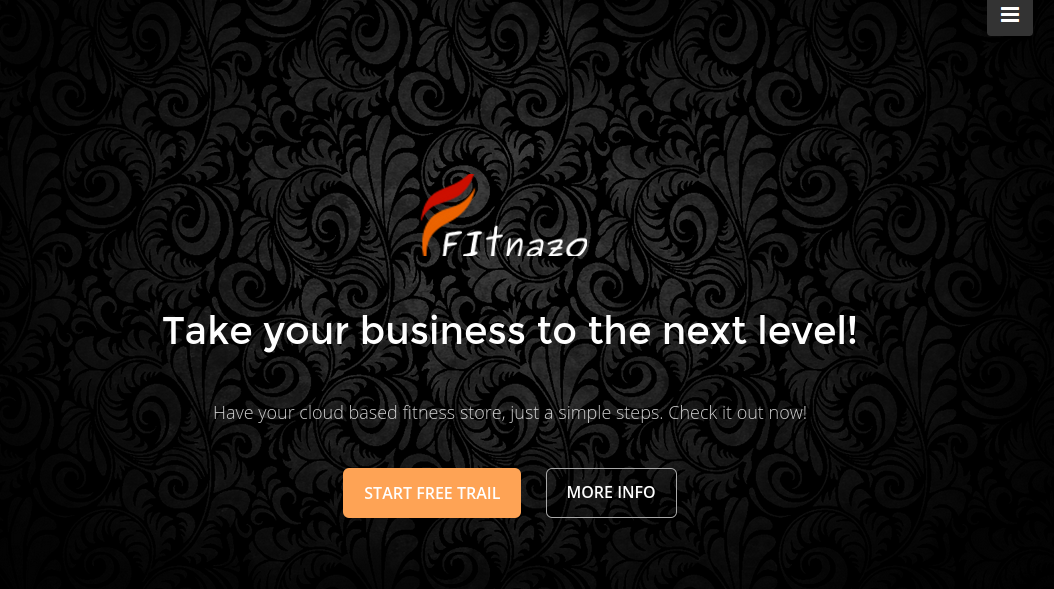 FItnazo
Take your business to the next level!
Have your cloud based fitness store, just a simple steps. Check it out now!
START FREE TRAIL
MORE INFO